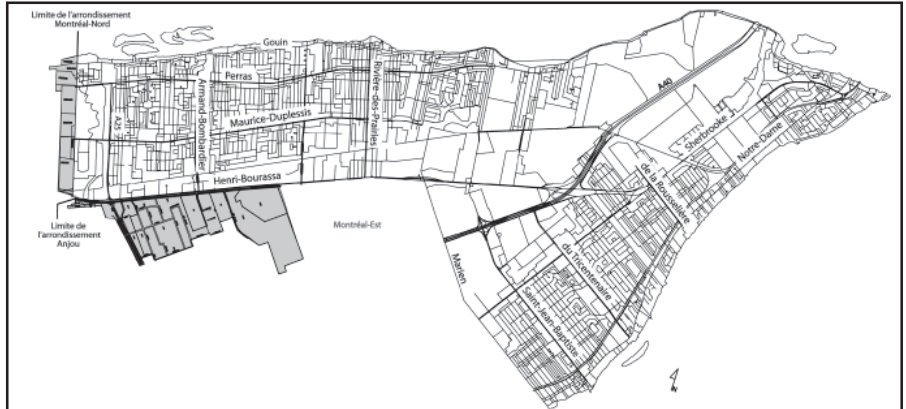 Limite de l'arrondissement
Montréal-Nord
Gouin
Perras
Armand-Bombardier
Rivière-des-Prairies
A25
Maurice-Duplessis
Henri-Bourassa
A40
Sherbrooke
Notre-Dame
de la Rousselière
Limite de
l'arrondissement
Anjou
Montréal-Est
Marien
du Tricentenaire
Saint-Jean-Baptiste
N